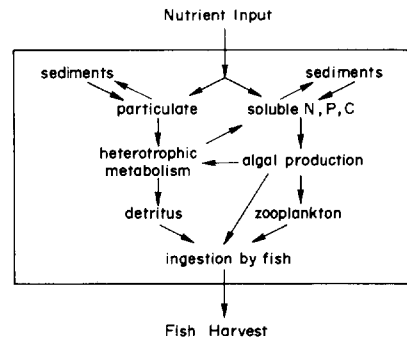 Nutrient Input
sediments
sediments
particulate
soluble N, P, C
heterotrophic
metabolism
algal production
detritus
zooplankton
ingestion by fish
Fish Harvest